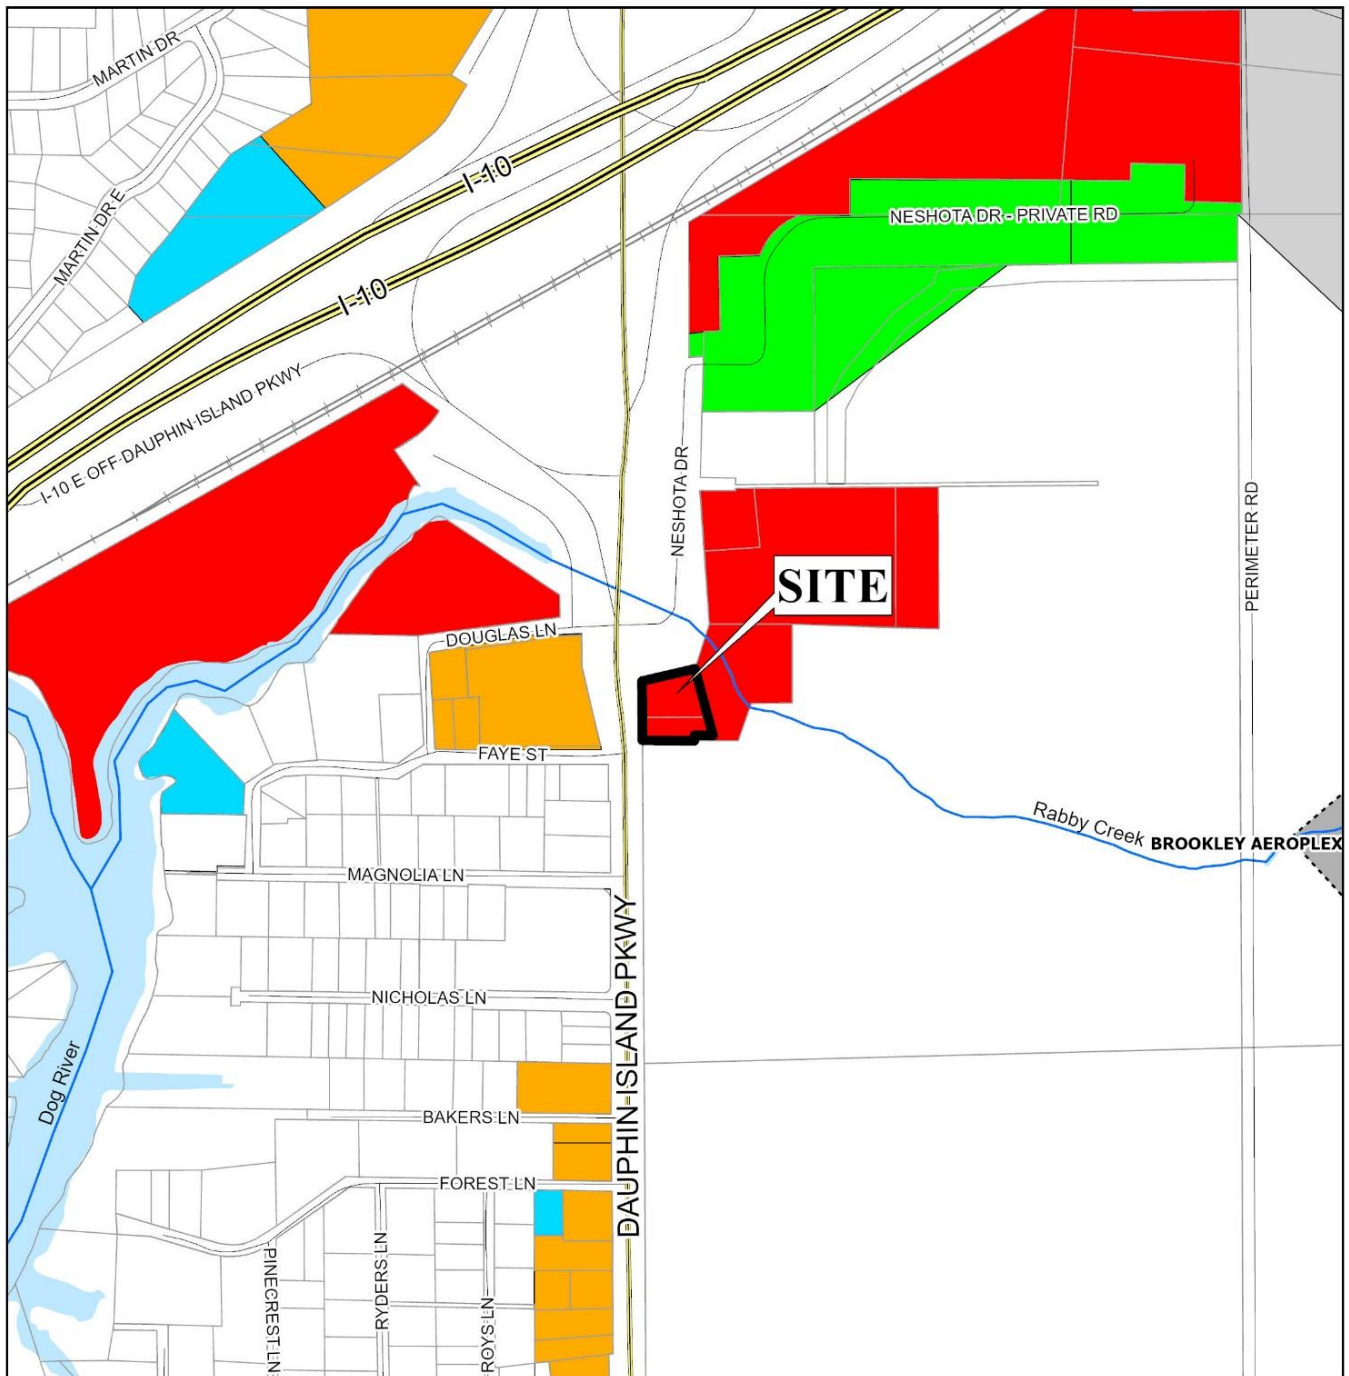 MARTIN DR
I-10
NESHOTA DR - PRIVATE RD
MARTIN DR E
I-10
I-10 E OFF DAUPHIN ISLAND PKWY
NESHOTA DR
PERIMETER RD
SITE
DOUGLAS LN
FAYE ST
Rabby Creek
BROOKLEY AEROPLEX
MAGNOLIA LN
DAUPHIN ISLAND PKWY
NICHOLAS LN
Dog River
BAKERS LN
FOREST LN
PINECREST LN
RYDERS LN
ROYS LN